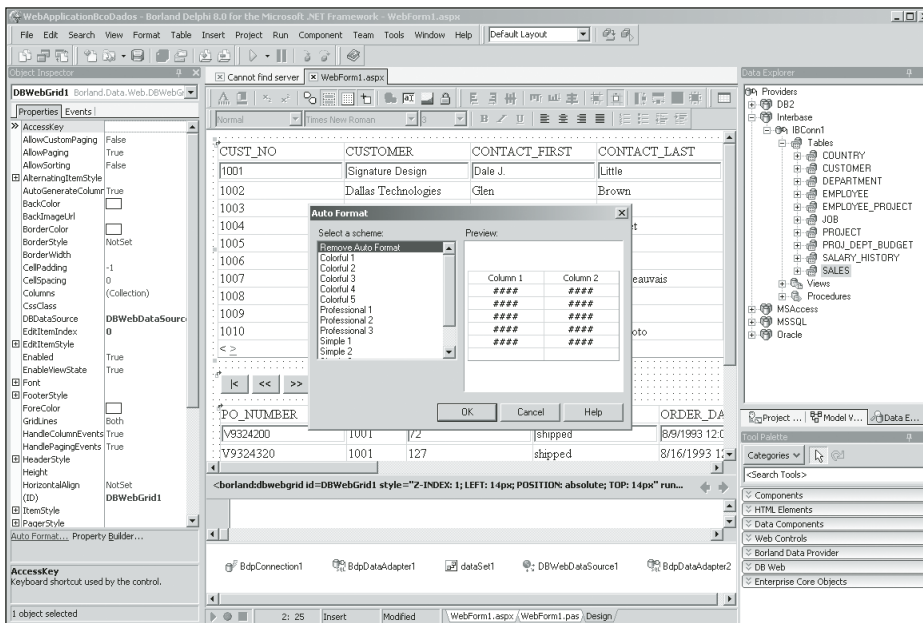 WebApplicationBcoDados - Borland Delphi 8.0 for the Microsoft .NET Framework - WebForm1.aspx
File Edit Search View Format Table Insert Project Run Component Team Tools Window Help Default Layout
Object Inspector
DBWebGrid1 Borland.Data.Web.DBWebGr
Properties Events
AccessKey
AllowCustomPaging False
AllowPaging True
AllowSorting False
AlternatingItemStyle
AutoGenerateColumn True
BackColor
BackImageUrl
BorderColor
BorderStyle NotSet
BorderWidth
CellPadding -1
CellSpacing 0
Columns (Collection)
CssClass
DBDataSource DBWebDataSource
EditItemIndex 0
EditItemStyle
Enabled True
EnableViewState True
Font
FooterStyle
ForeColor
GridLines Both
HandleColumnEvents True
HandlePagingEvents True
HeaderStyle
Height
HorizontalAlign NotSet
(ID) DBWebGrid1
ItemStyle
PagerStyle
Auto Format... Property Builder...
AccessKey
Keyboard shortcut used by the control.
1 object selected
Cannot find server WebForm1.aspx
Normal Times New Roman 3 B I U
CUST_NO CUSTOMER CONTACT_FIRST CONTACT_LAST
1001 Signature Design Dale J. Little
1002 Dallas Technologies Glen Brown
1003
1004 t
1005
1006
1007 eauvais
1008
1009
1010 oto
< >
|< << >>
PO_NUMBER ORDER_DA
V9324200 1001 72 shipped 8/9/1993 12:0
V9324320 1001 127 shipped 8/16/1993 12
Auto Format
Select a scheme: Preview:
Remove Auto Format
Colorful 1
Colorful 2
Colorful 3
Colorful 4
Colorful 5
Professional 1
Professional 2
Professional 3
Simple 1
Simple 2
Column 1 Column 2
#### ####
#### ####
#### ####
#### ####
#### ####
OK Cancel Help
<borland:dbwebgrid id=DBWebGrid1 style="Z-INDEX: 1; LEFT: 14px; POSITION: absolute; TOP: 14px" run...
BdpConnection1 BdpDataAdapter1 dataSet1 DBWebDataSource1 BdpDataAdapter2
2: 25 Insert Modified WebForm1.aspx WebForm1.pas Design
Data Explorer
Providers
DB2
Interbase
IBConn1
Tables
COUNTRY
CUSTOMER
DEPARTMENT
EMPLOYEE
EMPLOYEE_PROJECT
JOB
PROJECT
PROJ_DEPT_BUDGET
SALARY_HISTORY
SALES
Views
Procedures
MSAccess
MSSQL
Oracle
Project ... Model V... Data E...
Tool Palette
Categories
<Search Tools>
Components
HTML Elements
Data Components
Web Controls
Borland Data Provider
DB Web
Enterprise Core Objects